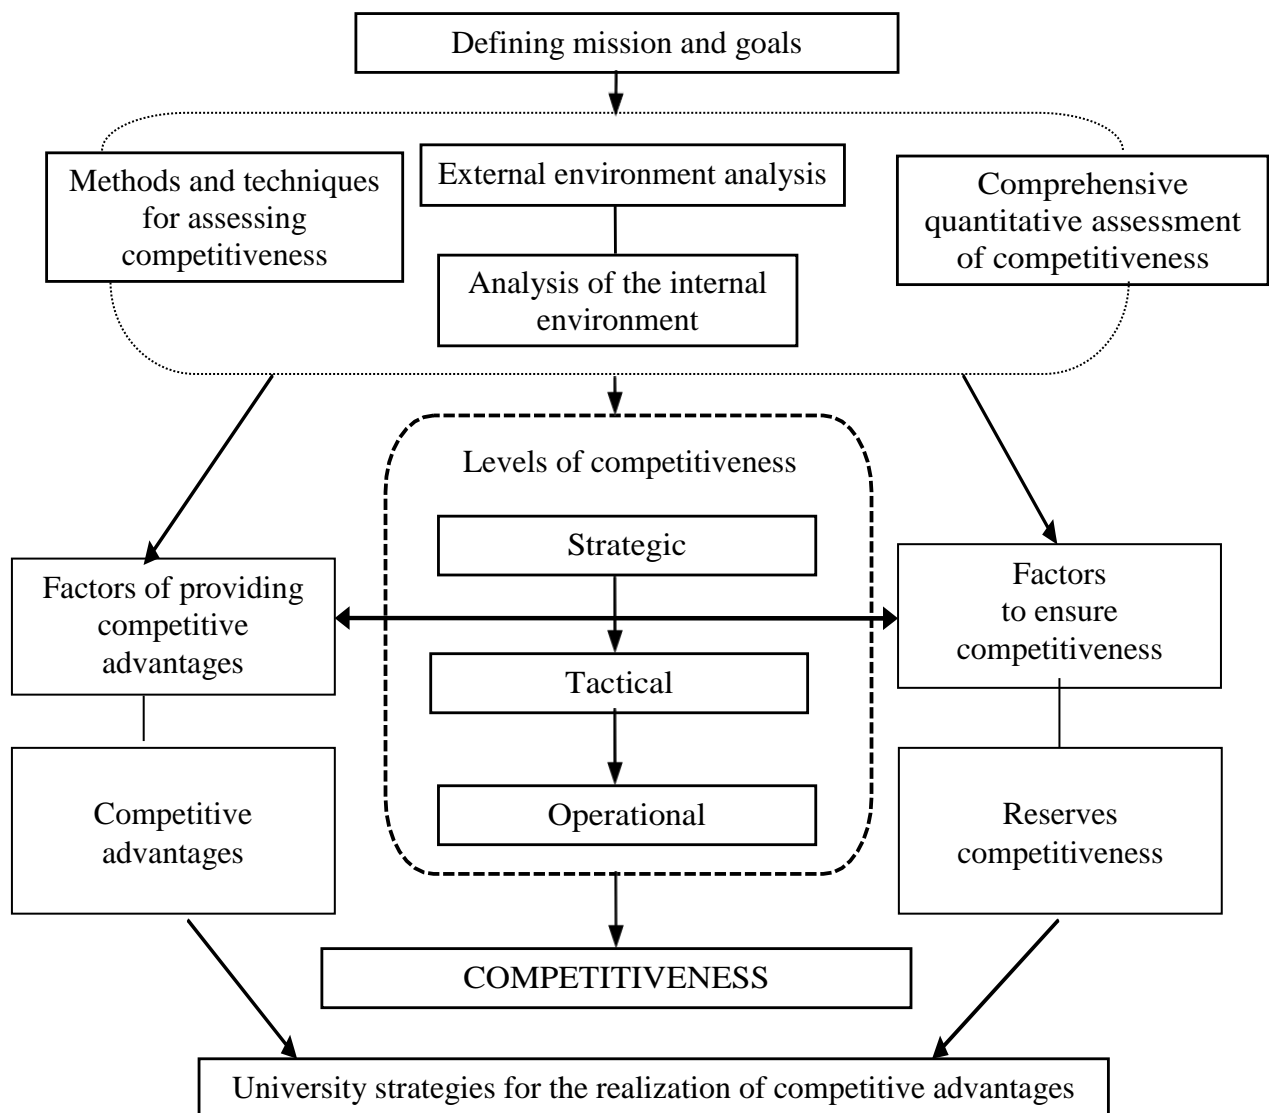 Defining mission and goals
Methods and techniques
for assessing
competitiveness
External environment analysis
Analysis of the internal
environment
Comprehensive
quantitative assessment
of competitiveness
Levels of competitiveness
Strategic
Tactical
Operational
Factors of providing
competitive
advantages
Factors
to ensure
competitiveness
Competitive
advantages
Reserves
competitiveness
COMPETITIVENESS
University strategies for the realization of competitive advantages